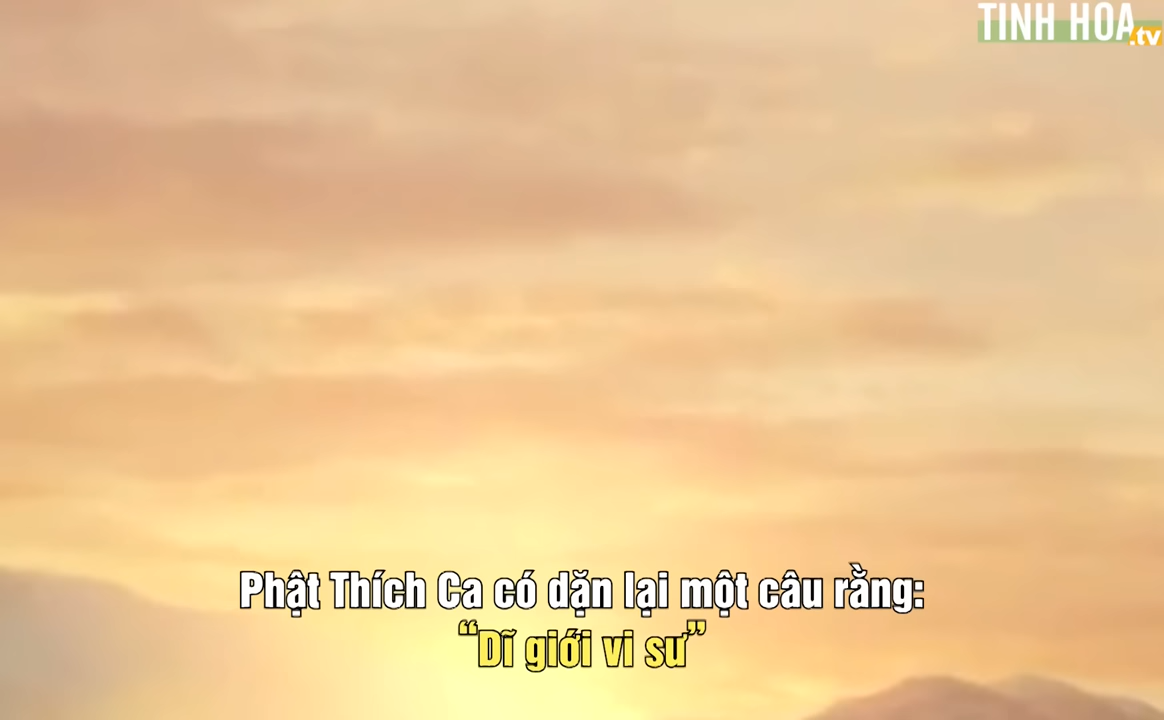 TINH HOA
.tv
Phật Thích Ca có dặn lại một câu rằng:
“Dĩ giới vi sư”